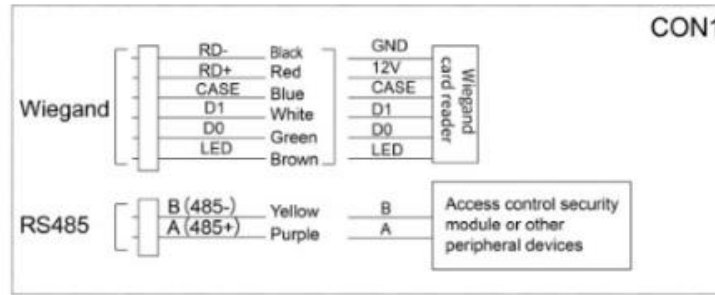 CON1
Wiegand
RD- Black GND
RD+ Red 12V
CASE Blue CASE
D1 White D1
D0 Green D0
LED Brown LED
Wiegand
card reader
RS485
B (485-) Yellow B
A (485+) Purple A
Access control security
module or other
peripheral devices